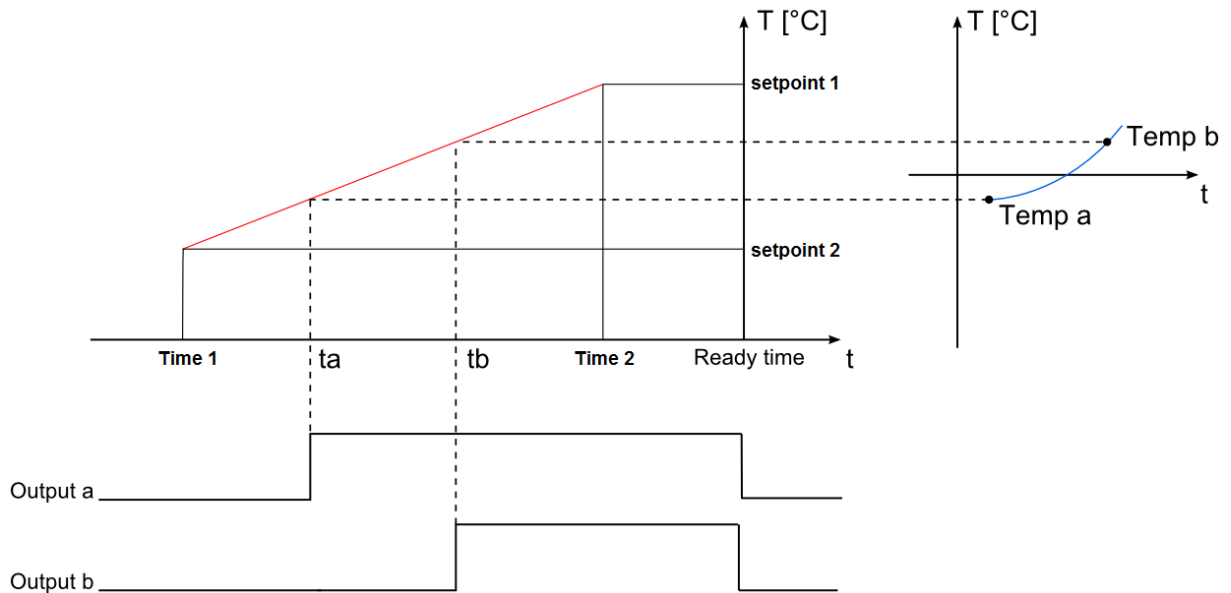 T [°C]
T [°C]
setpoint 1
Temp b
t
Temp a
setpoint 2
Time 1
ta
tb
Time 2
Ready time
t
Output a
Output b